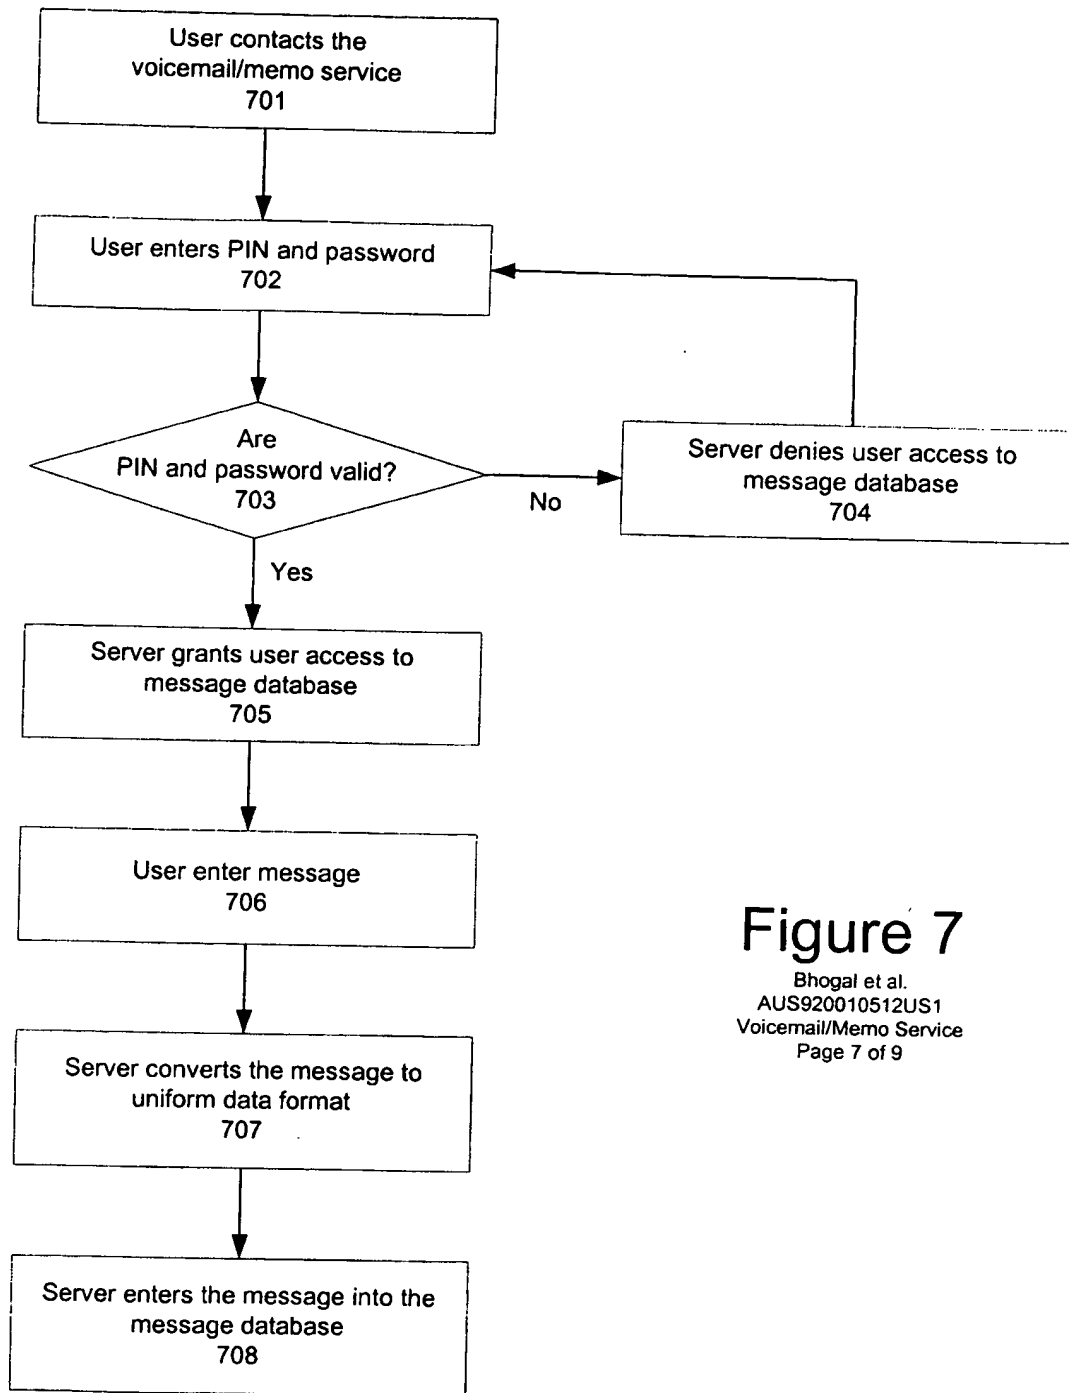 User contacts the
voicemail/memo service
701
User enters PIN and password
702
Are
PIN and password valid?
703
No
Server denies user access to
message database
704
Yes
Server grants user access to
message database
705
User enter message
706
Server converts the message to
uniform data format
707
Server enters the message into the
message database
708
Figure 7
Bhogal et al.
AUS920010512US1
Voicemail/Memo Service
Page 7 of 9